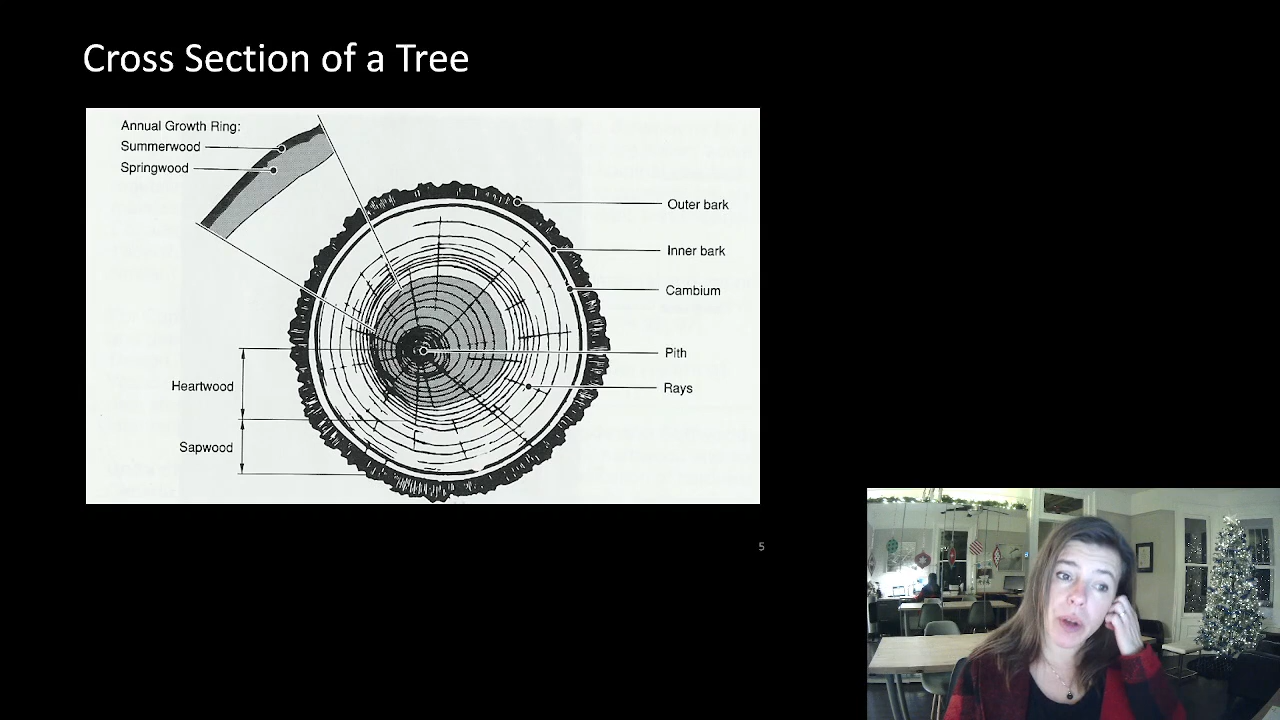 Cross Section of a Tree
Annual Growth Ring:
Summerwood
Springwood
Outer bark
Inner bark
Cambium
Pith
Rays
Heartwood
Sapwood
5